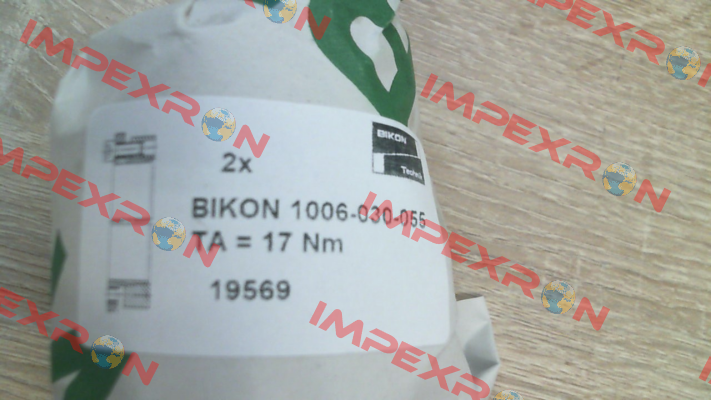 IMPEXRON
IMPEXRON
IMPEXRON
IMPEXRON
BIKON
Technik
2x
BIKON 1006-030-055
TA = 17 Nm
19569
IMPEXRON
IMPEXRON
IMPEXRON
IMPEXRON
IMPEXRON